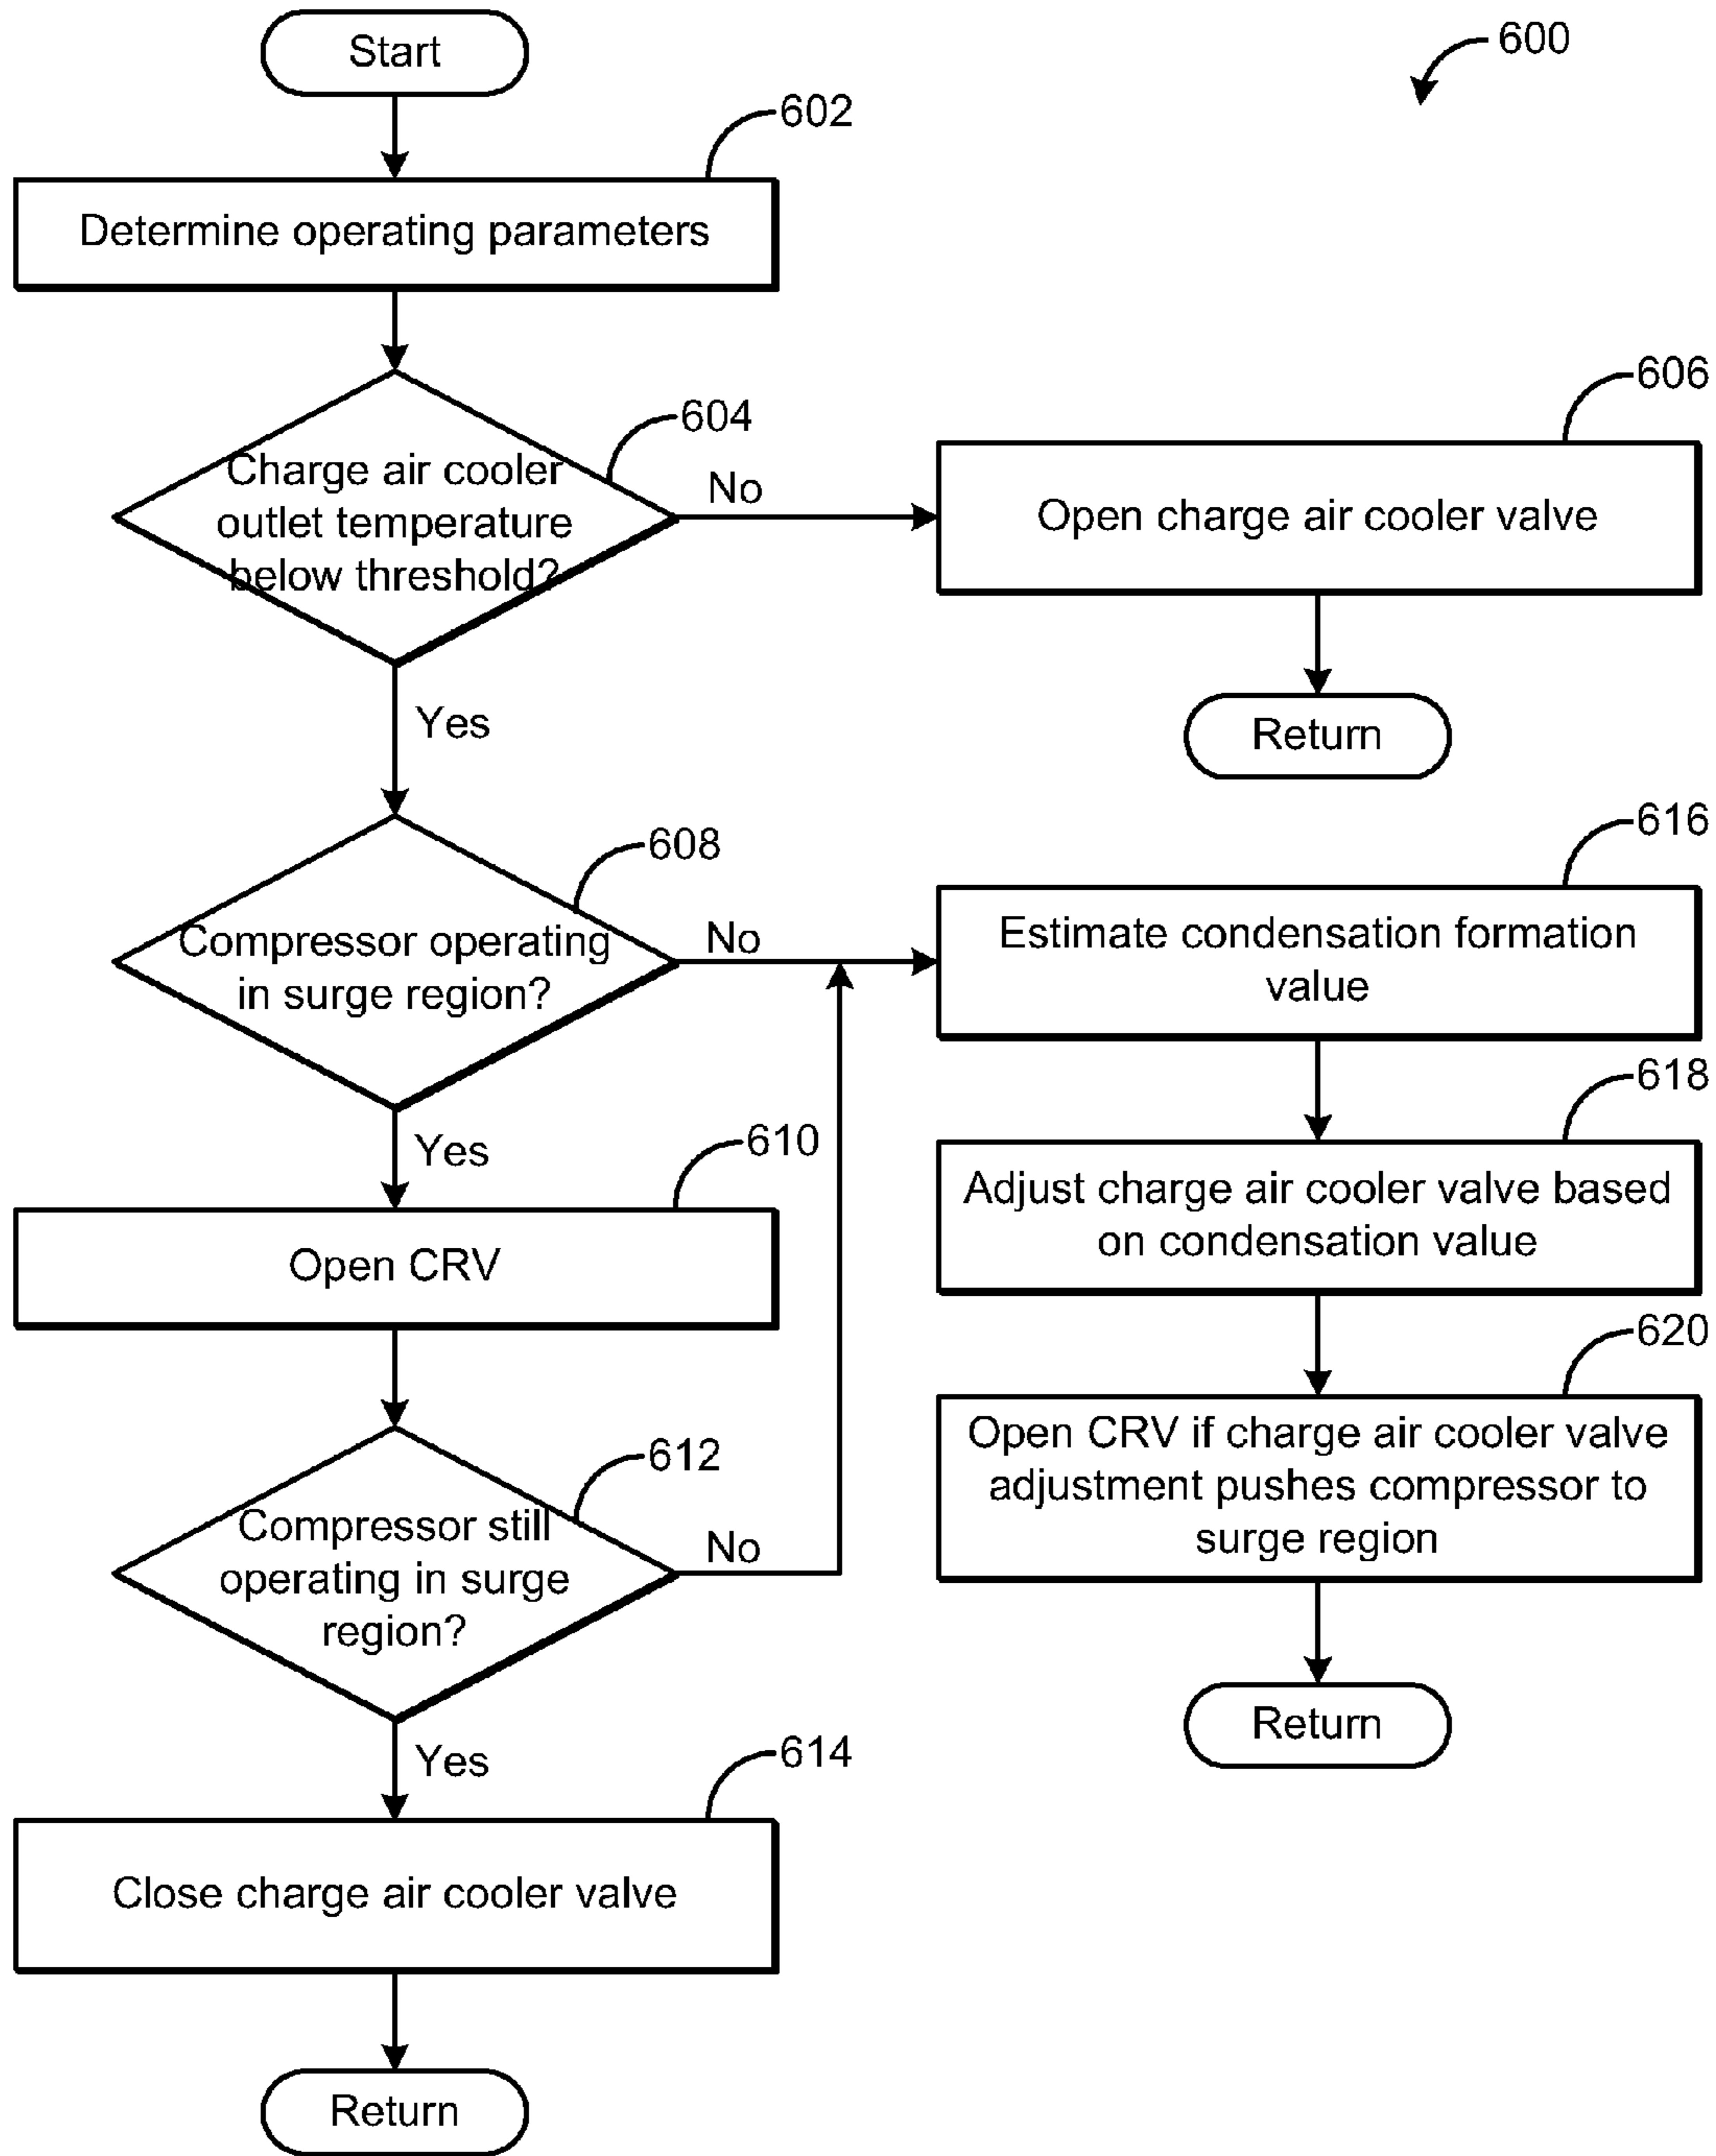 Start
600
602
Determine operating parameters
604
Charge air cooler
outlet temperature
below threshold?
No
606
Open charge air cooler valve
Yes
Return
608
Compressor operating
in surge region?
No
616
Estimate condensation formation
value
Yes
610
Open CRV
618
Adjust charge air cooler valve based
on condensation value
612
Compressor still
operating in surge
region?
No
620
Open CRV if charge air cooler valve
adjustment pushes compressor to
surge region
Return
Yes
614
Close charge air cooler valve
Return